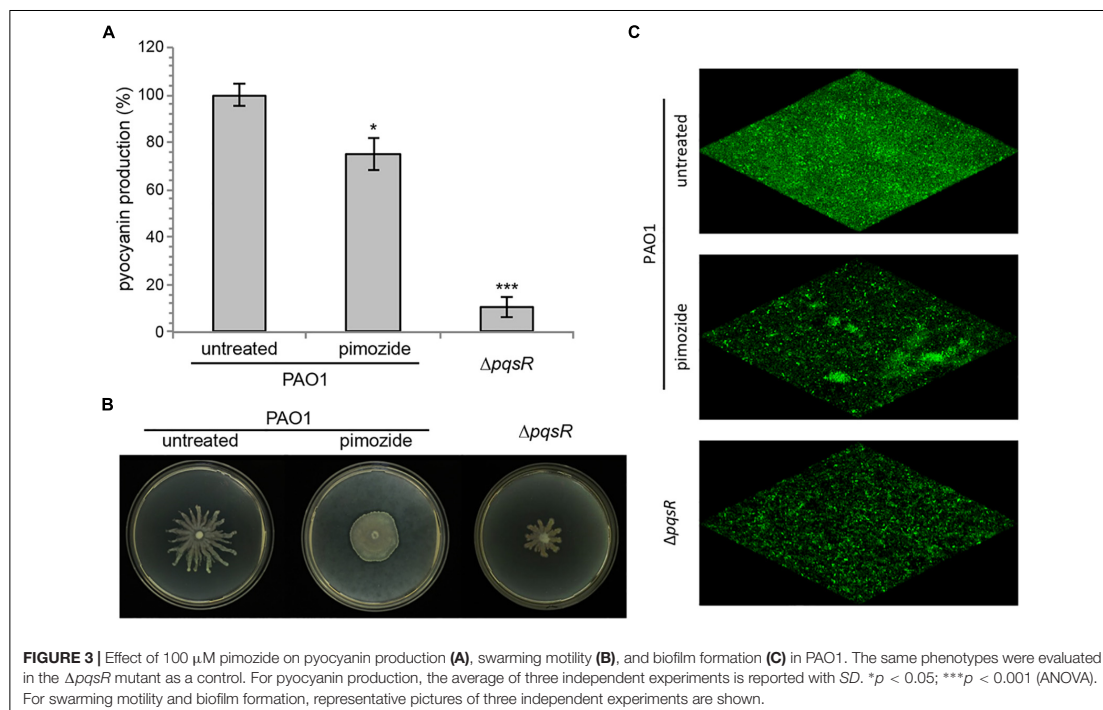 A
pyocyanin production (%)
120
100
80
60
40
20
0
*
***
untreated
pimozide
ΔpqsR
PAO1
B
PAO1
untreated
pimozide
ΔpqsR
C
PAO1
untreated
pimozide
ΔpqsR
FIGURE 3 | Effect of 100 μM pimozide on pyocyanin production (A), swarming motility (B), and biofilm formation (C) in PAO1. The same phenotypes were evaluated
in the ΔpqsR mutant as a control. For pyocyanin production, the average of three independent experiments is reported with SD. *p < 0.05; ***p < 0.001 (ANOVA).
For swarming motility and biofilm formation, representative pictures of three independent experiments are shown.